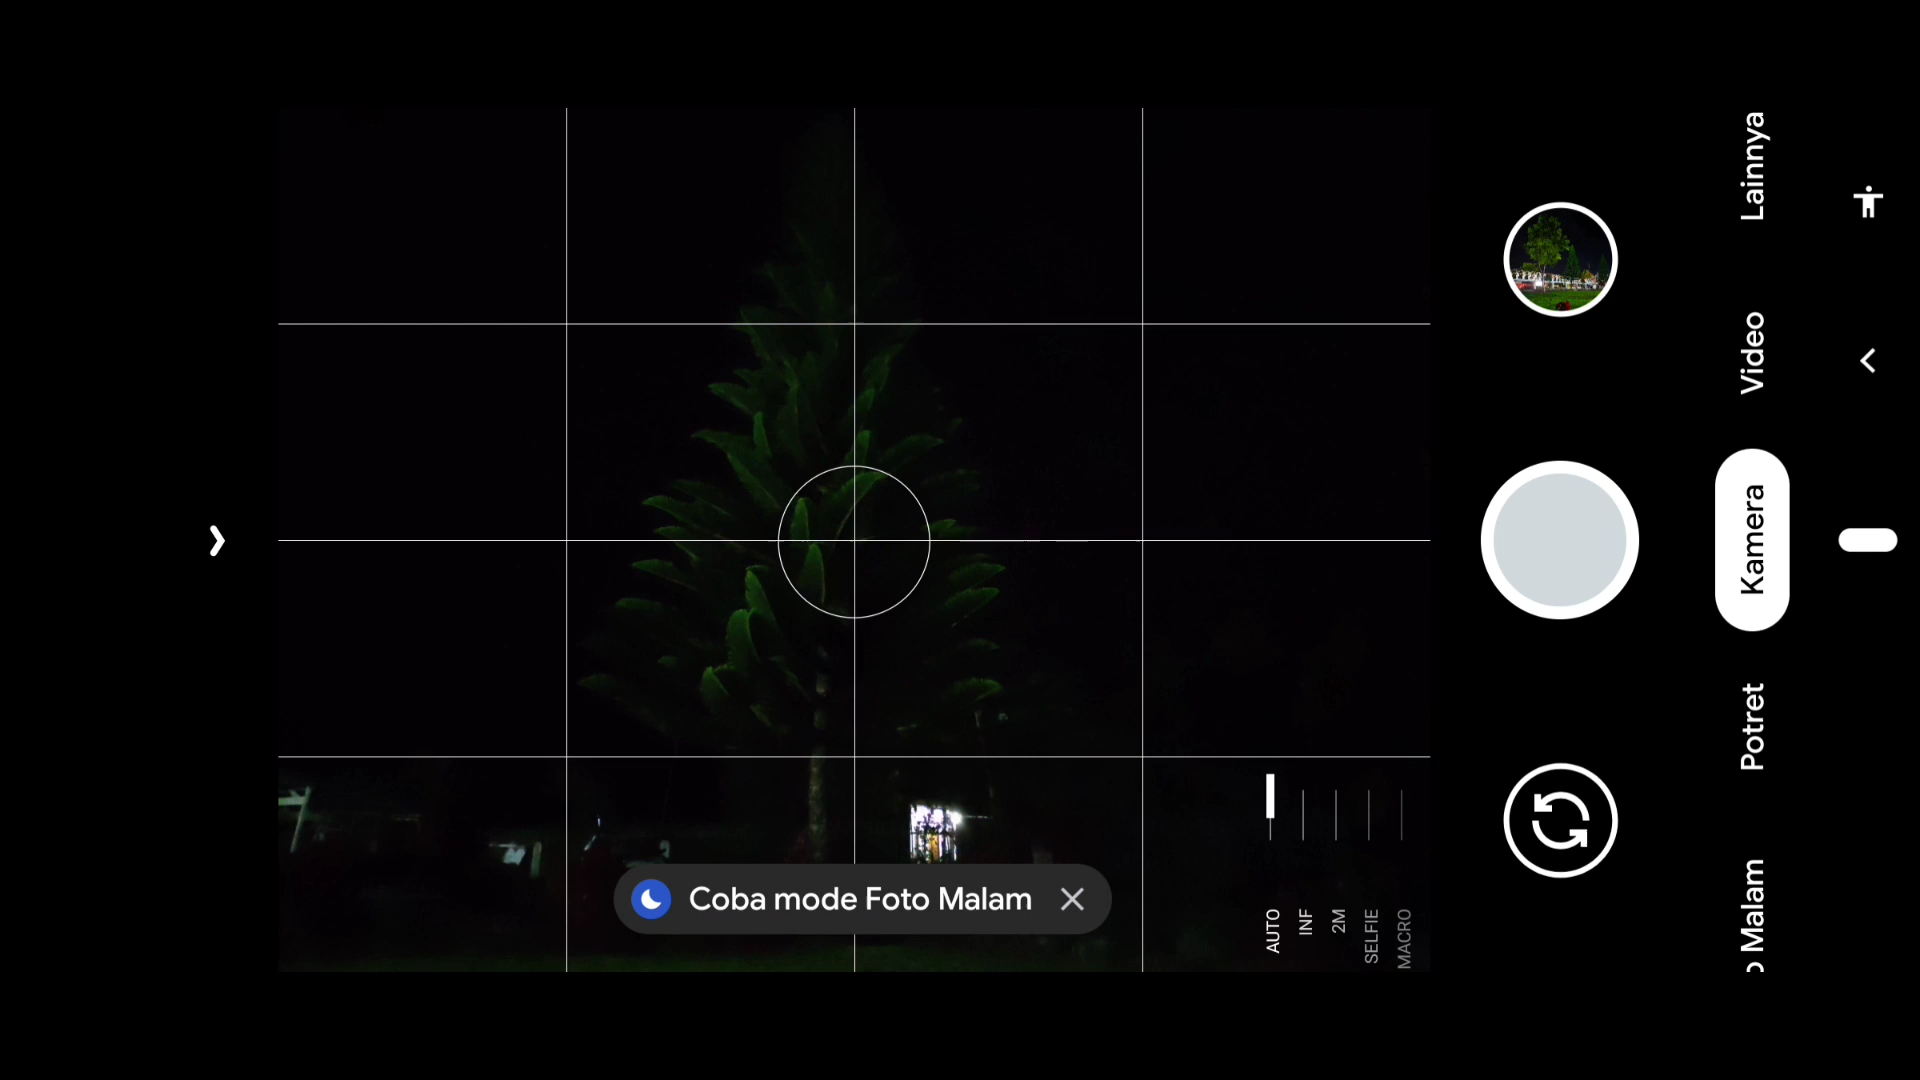 Coba mode Foto Malam
AUTO
INF
2M
SELFIE
MACRO
Lainnya
Video
Kamera
Potret
Malam